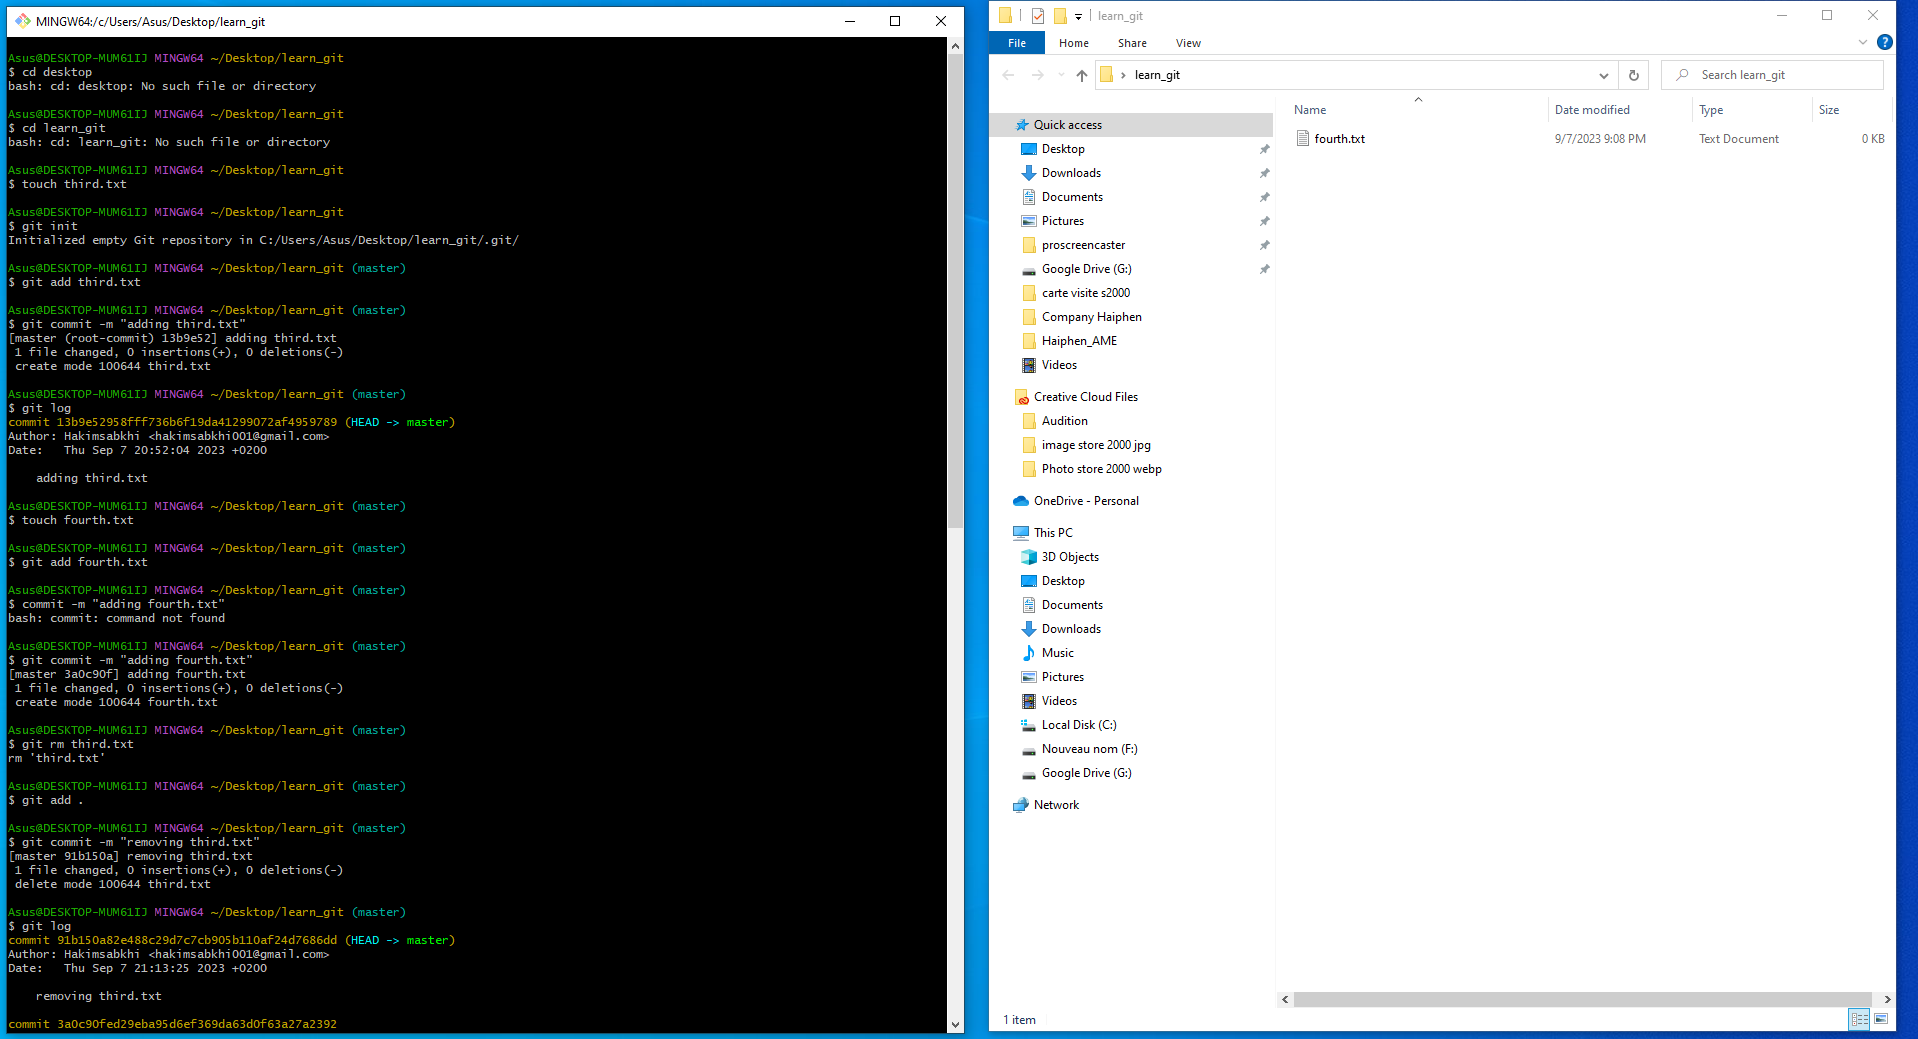 MINGW64:/c/Users/Asus/Desktop/learn_git
Asus@DESKTOP-MUM61IJ MINGW64 ~/Desktop/learn_git
$ cd desktop
bash: cd: desktop: No such file or directory
Asus@DESKTOP-MUM61IJ MINGW64 ~/Desktop/learn_git
$ cd learn_git
bash: cd: learn_git: No such file or directory
Asus@DESKTOP-MUM61IJ MINGW64 ~/Desktop/learn_git
$ touch third.txt
Asus@DESKTOP-MUM61IJ MINGW64 ~/Desktop/learn_git
$ git init
Initialized empty Git repository in C:/Users/Asus/Desktop/learn_git/.git/
Asus@DESKTOP-MUM61IJ MINGW64 ~/Desktop/learn_git (master)
$ git add third.txt
Asus@DESKTOP-MUM61IJ MINGW64 ~/Desktop/learn_git (master)
$ git commit -m "adding third.txt"
[master (root-commit) 13b9e52] adding third.txt
 1 file changed, 0 insertions(+), 0 deletions(-)
 create mode 100644 third.txt
Asus@DESKTOP-MUM61IJ MINGW64 ~/Desktop/learn_git (master)
$ git log
commit 13b9e52958fff736b6f19da41299072af4959789 (HEAD -> master)
Author: Hakimsabkhi <hakimsabkhi001@gmail.com>
Date:   Thu Sep 7 20:52:04 2023 +0200
    adding third.txt
Asus@DESKTOP-MUM61IJ MINGW64 ~/Desktop/learn_git (master)
$ touch fourth.txt
Asus@DESKTOP-MUM61IJ MINGW64 ~/Desktop/learn_git (master)
$ git add fourth.txt
Asus@DESKTOP-MUM61IJ MINGW64 ~/Desktop/learn_git (master)
$ commit -m "adding fourth.txt"
bash: commit: command not found
Asus@DESKTOP-MUM61IJ MINGW64 ~/Desktop/learn_git (master)
$ git commit -m "adding fourth.txt"
[master 3a0c90f] adding fourth.txt
 1 file changed, 0 insertions(+), 0 deletions(-)
 create mode 100644 fourth.txt
Asus@DESKTOP-MUM61IJ MINGW64 ~/Desktop/learn_git (master)
$ git rm third.txt
rm 'third.txt'
Asus@DESKTOP-MUM61IJ MINGW64 ~/Desktop/learn_git (master)
$ git add .
Asus@DESKTOP-MUM61IJ MINGW64 ~/Desktop/learn_git (master)
$ git commit -m "removing third.txt"
[master 91b150a] removing third.txt
 1 file changed, 0 insertions(+), 0 deletions(-)
 delete mode 100644 third.txt
Asus@DESKTOP-MUM61IJ MINGW64 ~/Desktop/learn_git (master)
$ git log
commit 91b150a82e488c29d7c7cb905b110af24d7686dd (HEAD -> master)
Author: Hakimsabkhi <hakimsabkhi001@gmail.com>
Date:   Thu Sep 7 21:13:25 2023 +0200
    removing third.txt
commit 3a0c90fed29eba95d6ef369da63d0f63a27a2392
learn_git
File Home Share View
learn_git
Search learn_git
Name Date modified Type Size
fourth.txt 9/7/2023 9:08 PM Text Document 0 KB
Quick access
Desktop
Downloads
Documents
Pictures
proscreencaster
Google Drive (G:)
carte visite s2000
Company Haiphen
Haiphen_AME
Videos
Creative Cloud Files
Audition
image store 2000 jpg
Photo store 2000 webp
OneDrive - Personal
This PC
3D Objects
Desktop
Documents
Downloads
Music
Pictures
Videos
Local Disk (C:)
Nouveau nom (F:)
Google Drive (G:)
Network
1 item